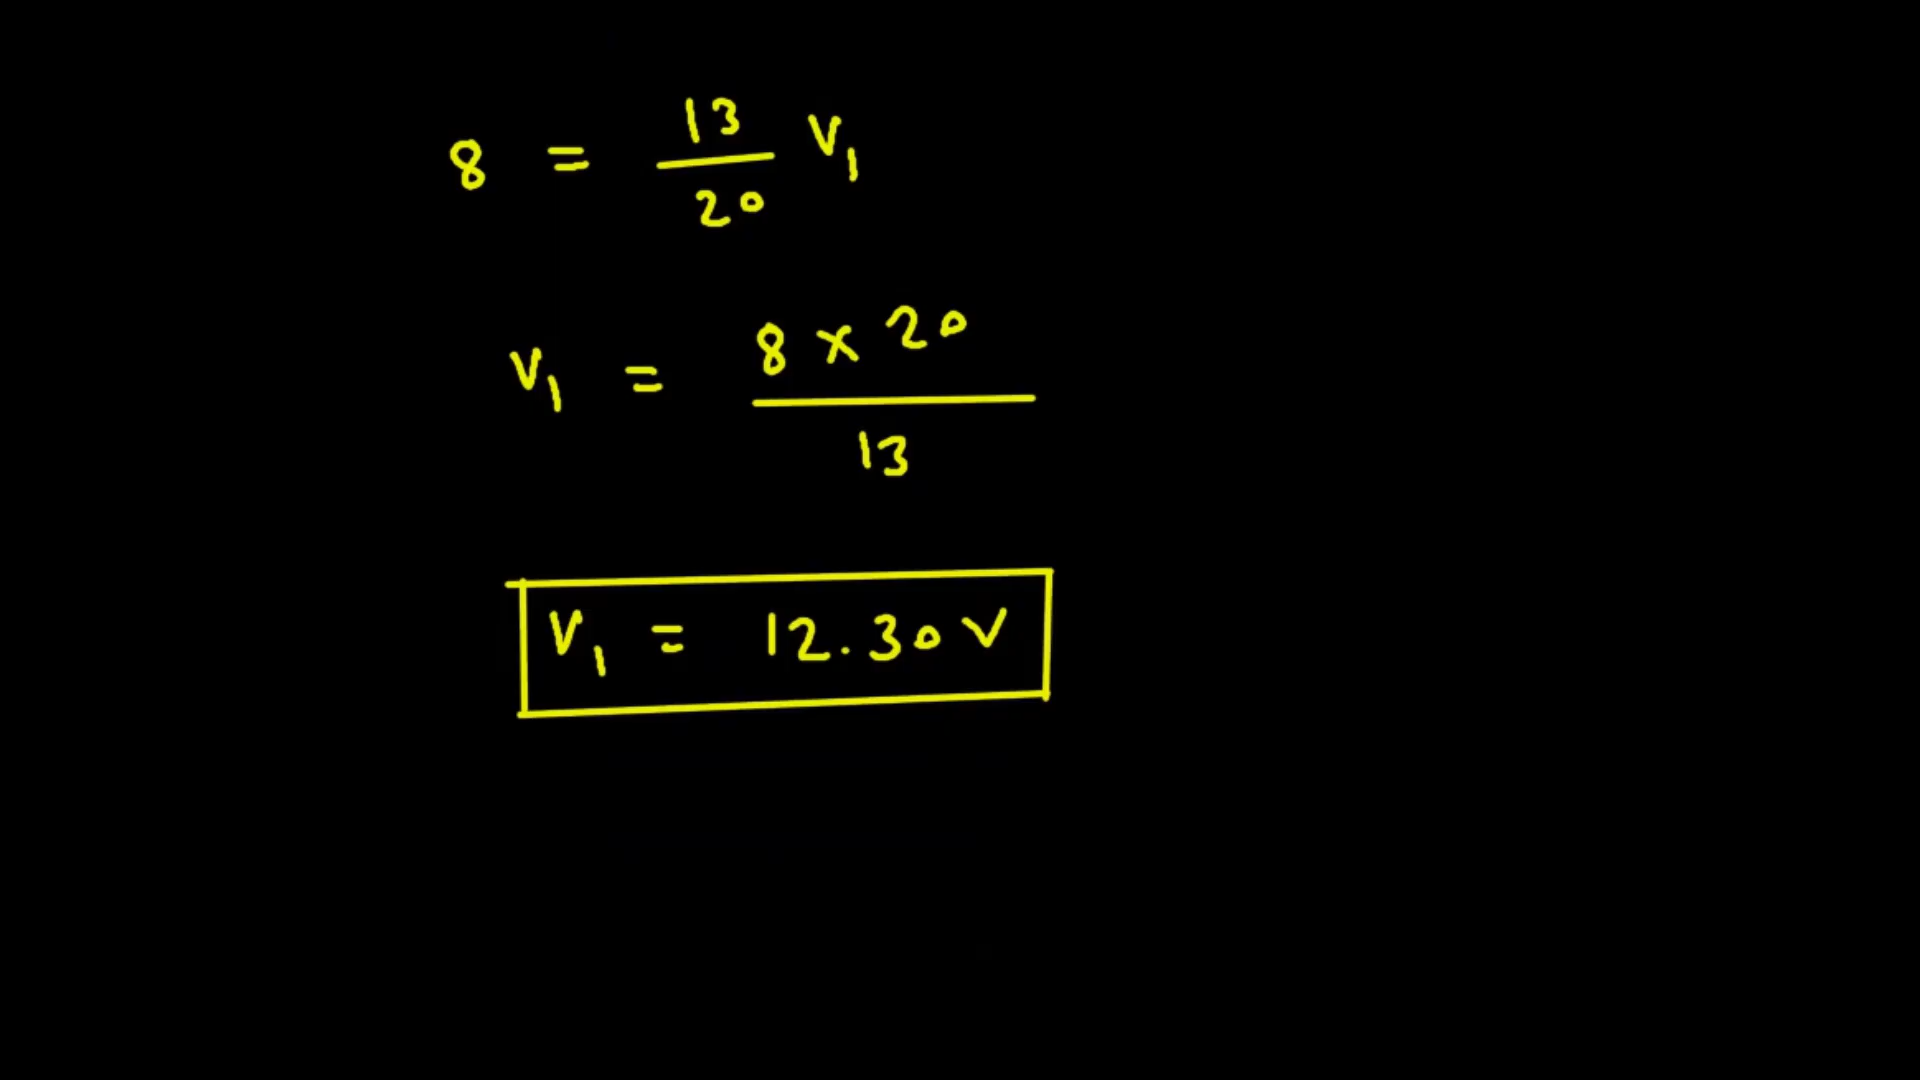 8 = 13/20 V₁
V₁ = 8 × 20 / 13
V₁ = 12.30 V